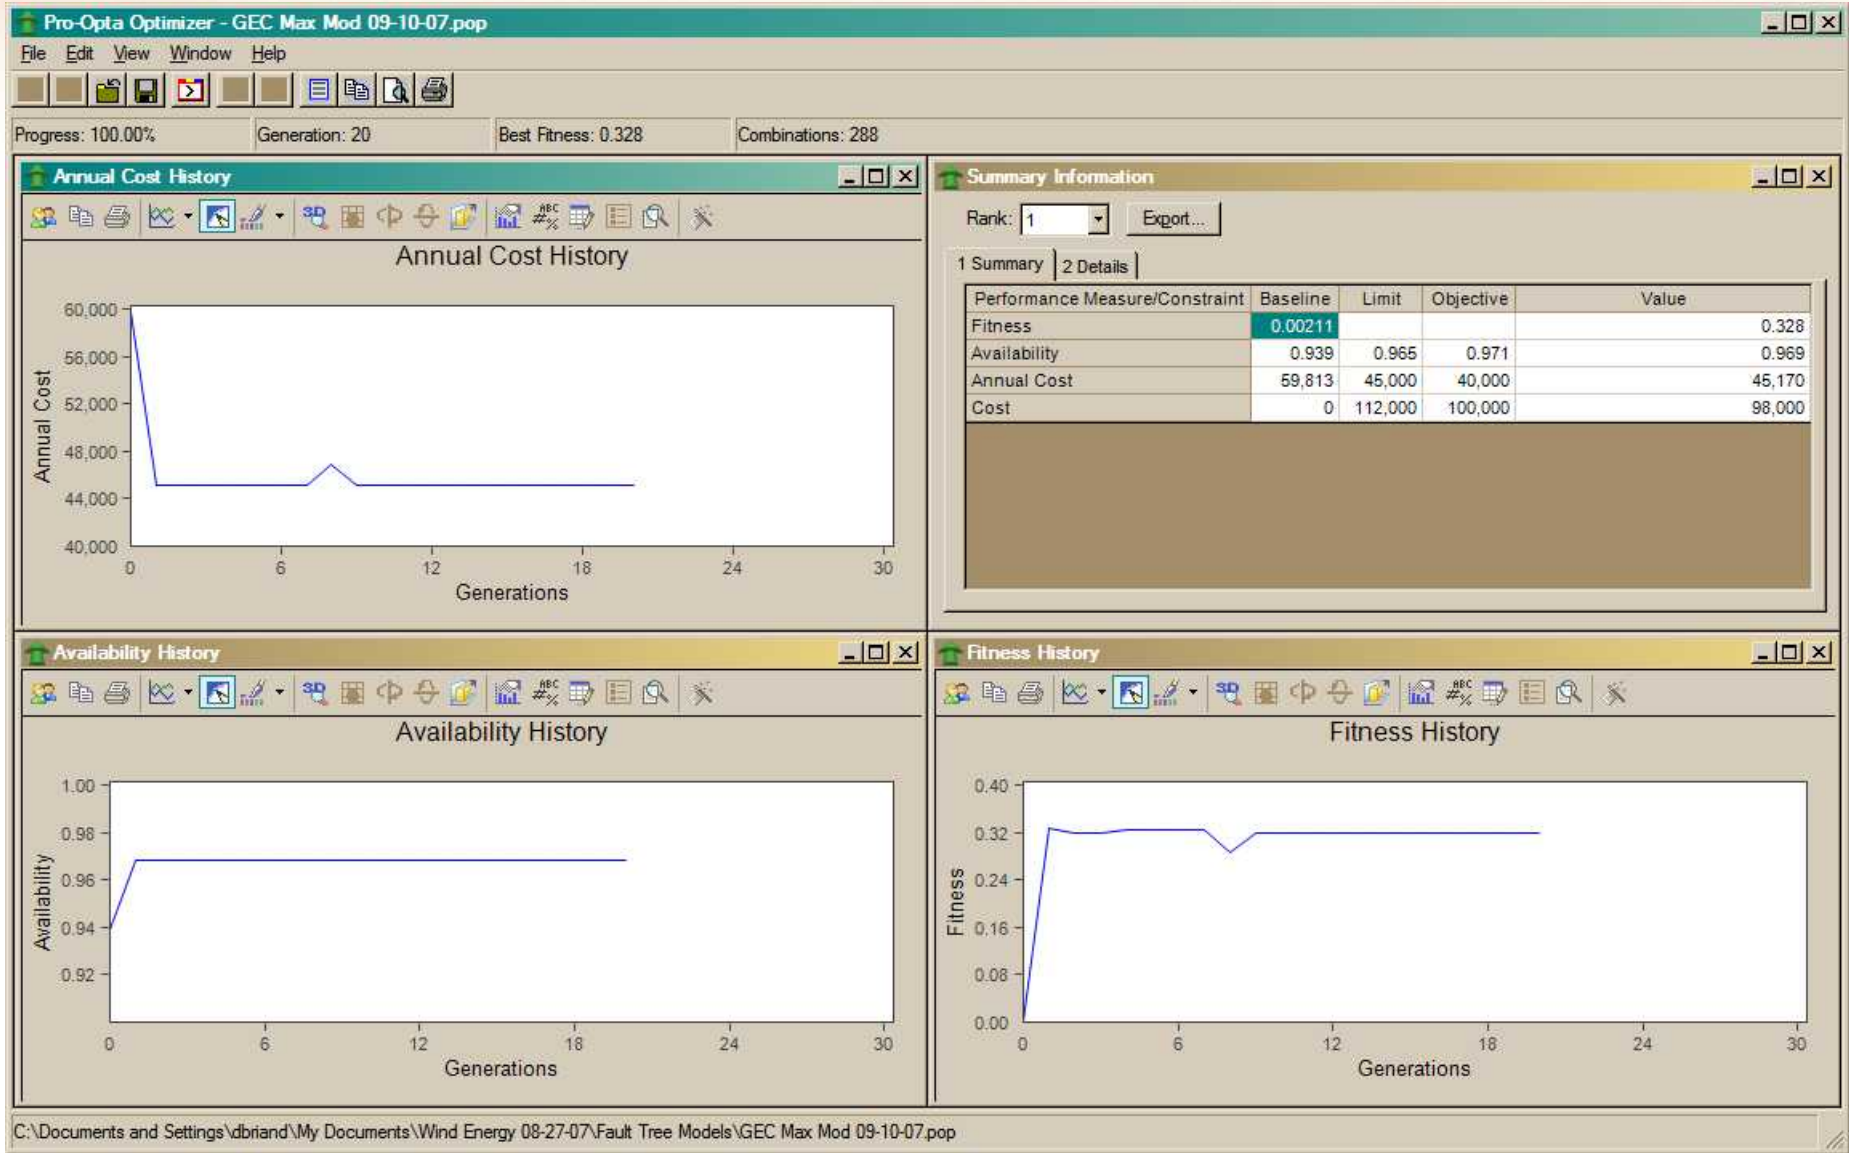 Pro-Opta Optimizer - GEC Max Mod 09-10-07.pop
File Edit View Window Help
Progress: 100.00% Generation: 20 Best Fitness: 0.328 Combinations: 288
Annual Cost History
3D ABC #%
Annual Cost History
60,000
56,000
52,000
48,000
44,000
40,000
Annual Cost
0 6 12 18 24 30
Generations
Summary Information
Rank: 1 Export...
1 Summary 2 Details
Performance Measure/Constraint Baseline Limit Objective Value
Fitness 0.00211 0.328
Availability 0.939 0.965 0.971 0.969
Annual Cost 59,813 45,000 40,000 45,170
Cost 0 112,000 100,000 98,000
Availability History
3D ABC #%
Availability History
1.00
0.98
0.96
0.94
0.92
Availability
0 6 12 18 24 30
Generations
Fitness History
3D ABC #%
Fitness History
0.40
0.32
0.24
0.16
0.08
0.00
Fitness
0 6 12 18 24 30
Generations
C:\Documents and Settings\dbriand\My Documents\Wind Energy 08-27-07\Fault Tree Models\GEC Max Mod 09-10-07.pop